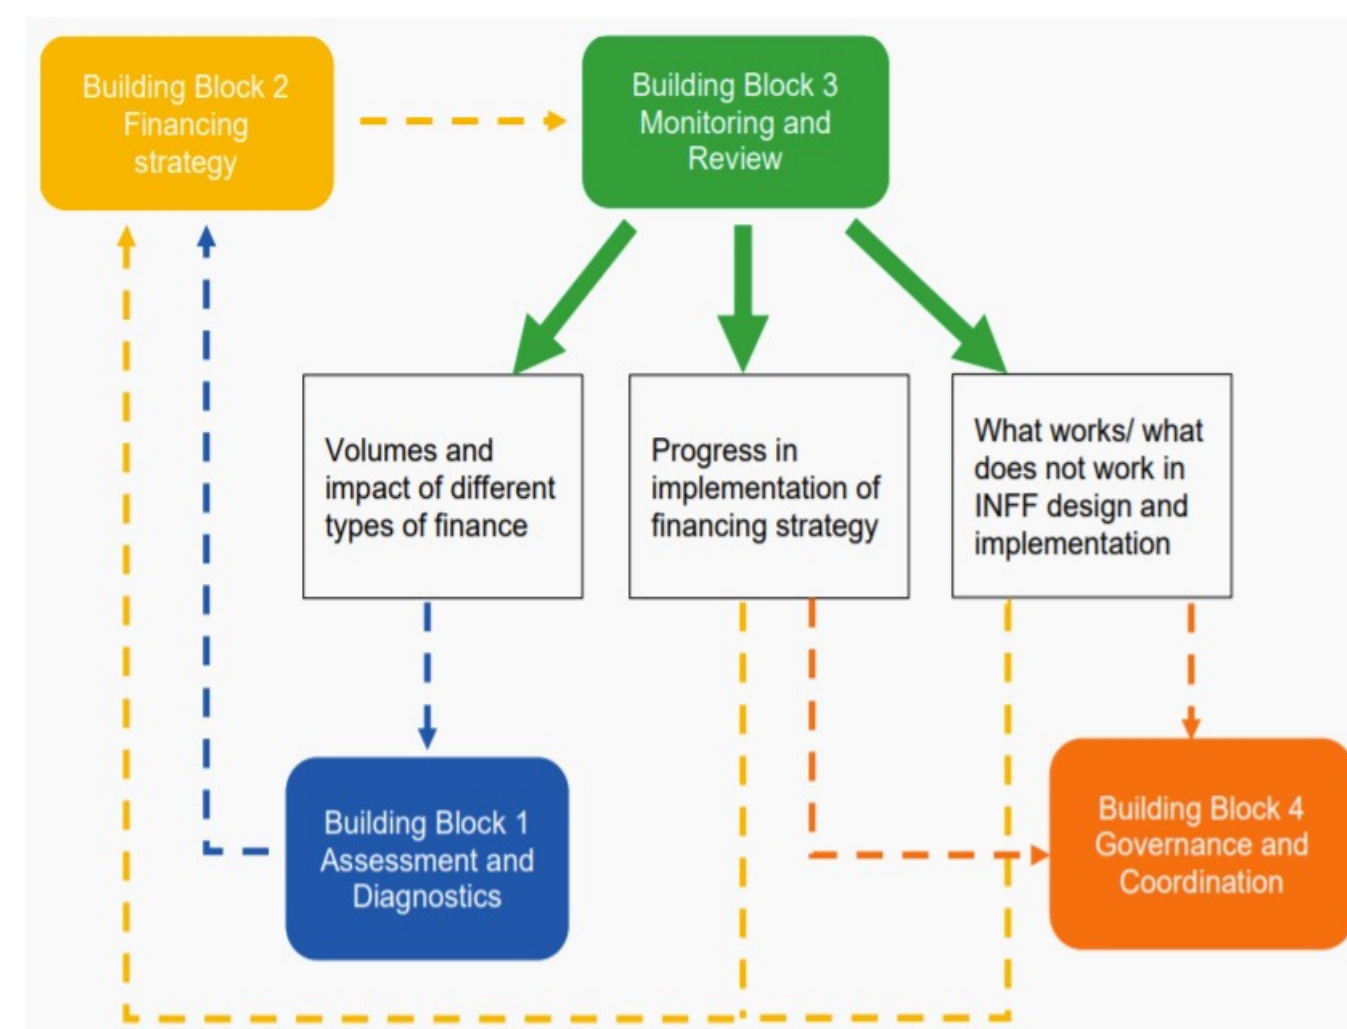 Building Block 2
Financing
strategy
Building Block 3
Monitoring and
Review
Volumes and
impact of different
types of finance
Progress in
implementation of
financing strategy
What works/ what
does not work in
INFF design and
implementation
Building Block 1
Assessment and
Diagnostics
Building Block 4
Governance and
Coordination